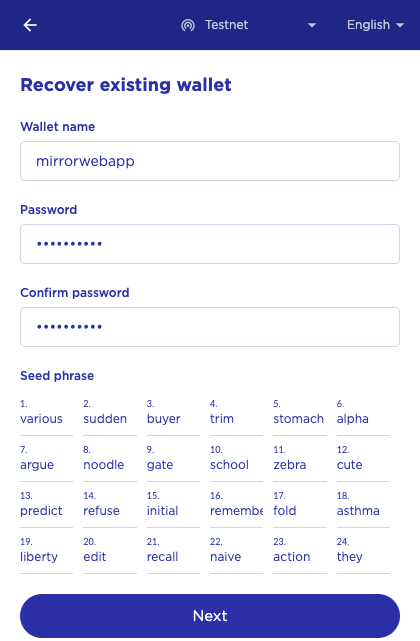 Testnet English
Recover existing wallet
Wallet name
mirrorwebapp
Password
••••••••••
Confirm password
••••••••••
Seed phrase
1. 2. 3. 4. 5. 6.
various sudden buyer trim stomach alpha
7. 8. 9. 10. 11. 12.
argue noodle gate school zebra cute
13. 14. 15. 16. 17. 18.
predict refuse initial remembe fold asthma
19. 20. 21. 22. 23. 24.
liberty edit recall naive action they
Next